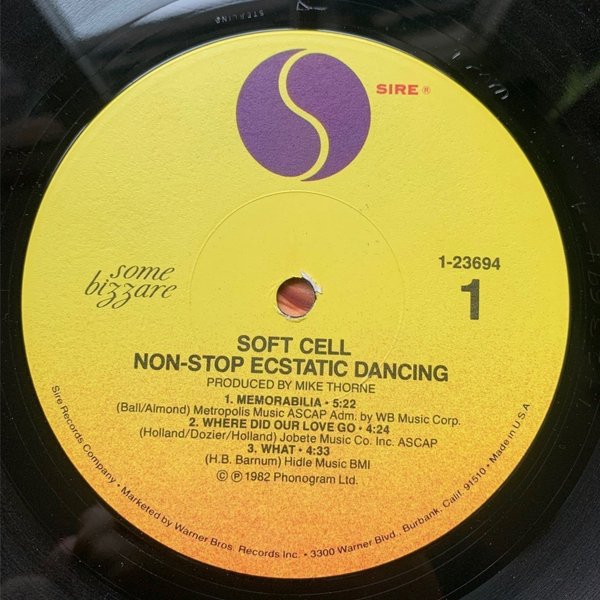 STERLING
SIRE ®
some
bizzare
1-23694
1
SOFT CELL
NON-STOP ECSTATIC DANCING
PRODUCED BY MIKE THORNE
1. MEMORABILIA • 5:22
(Ball/Almond) Metropolis Music ASCAP Adm. by WB Music Corp.
2. WHERE DID OUR LOVE GO • 4:24
(Holland/Dozier/Holland) Jobete Music Co. Inc. ASCAP
3. WHAT • 4:33
(H.B. Barnum) Hidle Music BMI
© ℗ 1982 Phonogram Ltd.
Sire Records Company • Marketed by Warner Bros. Records Inc. • 3300 Warner Blvd., Burbank, Calif. 91510 • Made in U.S.A.